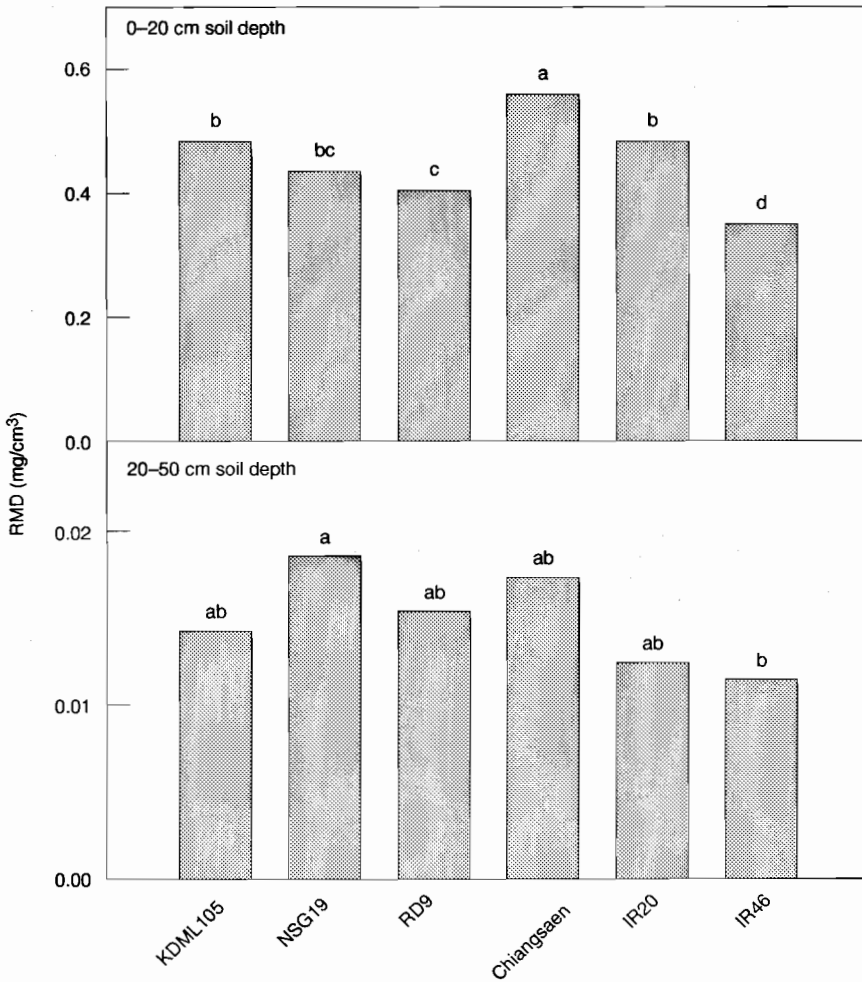 0–20 cm soil depth
0.6
a
b
b
bc
c
0.4
d
0.2
0.0
RMD (mg/cm³)
20–50 cm soil depth
0.02
a
ab
ab
ab
ab
b
0.01
0.00
KDML105
NSG19
RD9
Chiangsaen
IR20
IR46